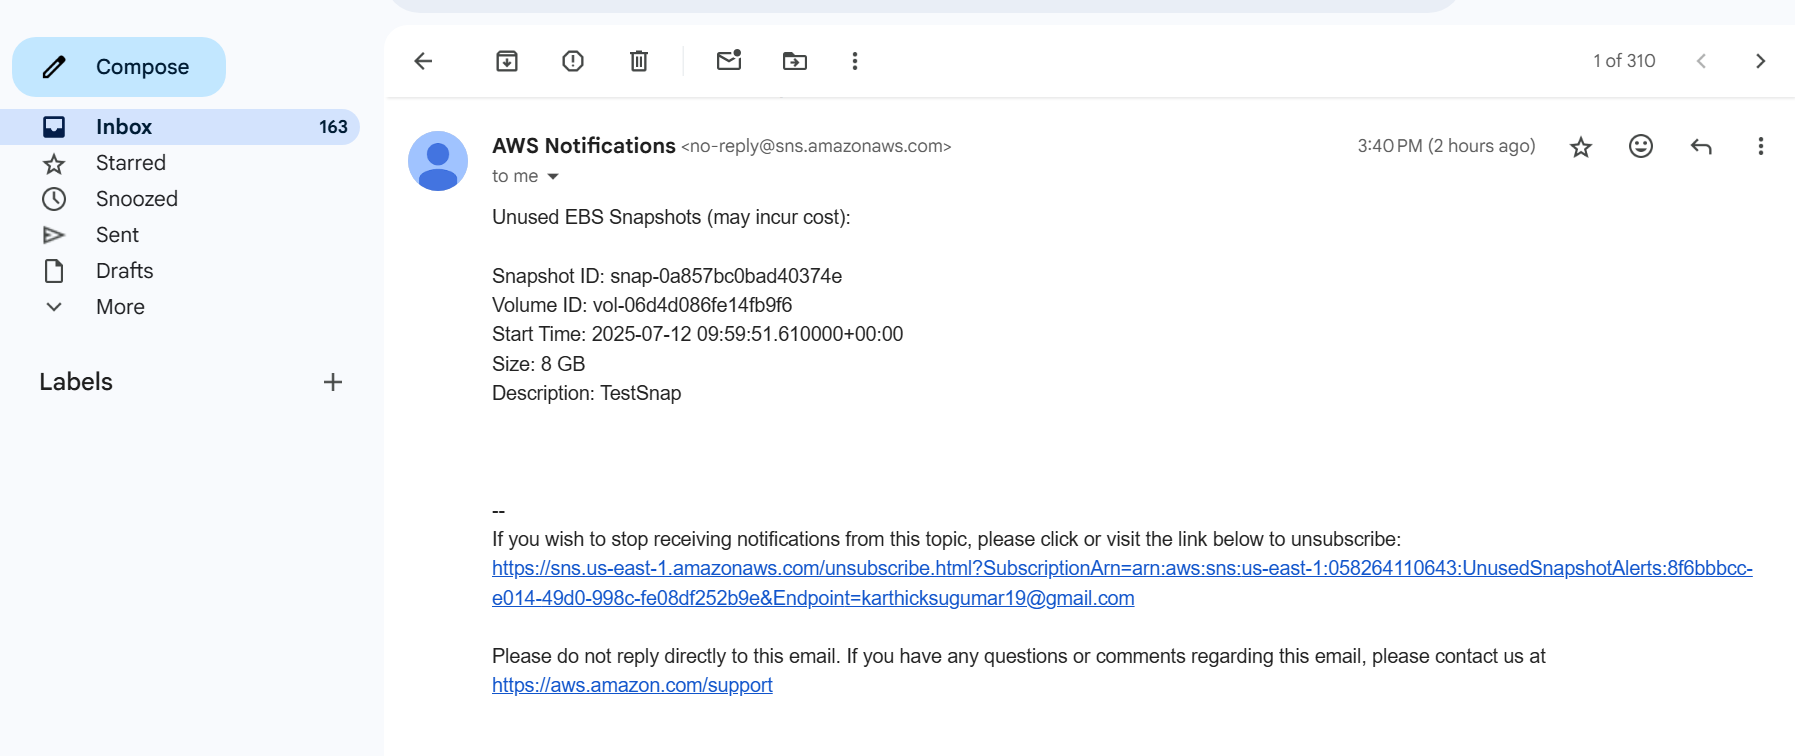 Compose
Inbox 163
Starred
Snoozed
Sent
Drafts
More
Labels
1 of 310
AWS Notifications <no-reply@sns.amazonaws.com>
3:40 PM (2 hours ago)
to me
Unused EBS Snapshots (may incur cost):
Snapshot ID: snap-0a857bc0bad40374e
Volume ID: vol-06d4d086fe14fb9f6
Start Time: 2025-07-12 09:59:51.610000+00:00
Size: 8 GB
Description: TestSnap
--
If you wish to stop receiving notifications from this topic, please click or visit the link below to unsubscribe:
https://sns.us-east-1.amazonaws.com/unsubscribe.html?SubscriptionArn=arn:aws:sns:us-east-1:058264110643:UnusedSnapshotAlerts:8f6bbbcc-
e014-49d0-998c-fe08df252b9e&Endpoint=karthicksugumar19@gmail.com
Please do not reply directly to this email. If you have any questions or comments regarding this email, please contact us at
https://aws.amazon.com/support